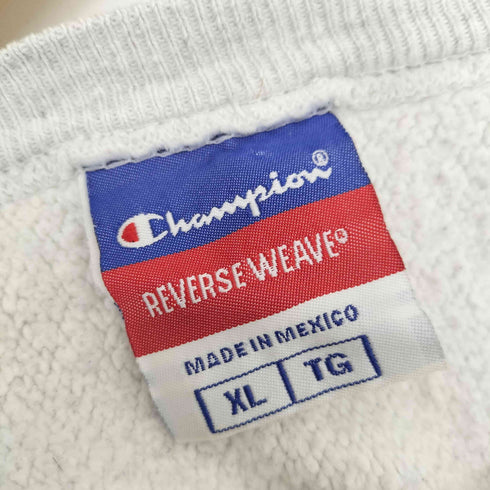 Champion®
REVERSE WEAVE®
MADE IN MEXICO
XL TG